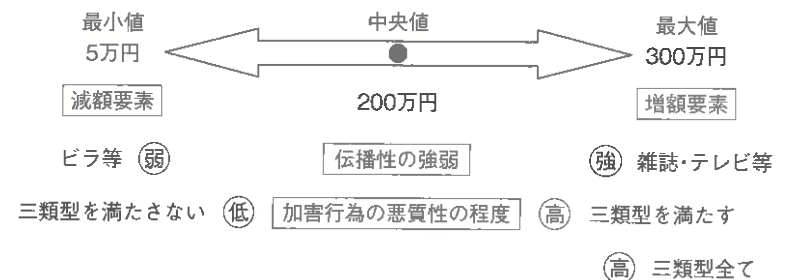 最小値 中央値 最大値
5万円 300万円
減額要素 200万円 増額要素
ビラ等 弱 伝播性の強弱 強 雑誌・テレビ等
三類型を満たさない 低 加害行為の悪質性の程度 高 三類型を満たす
高 三類型全て